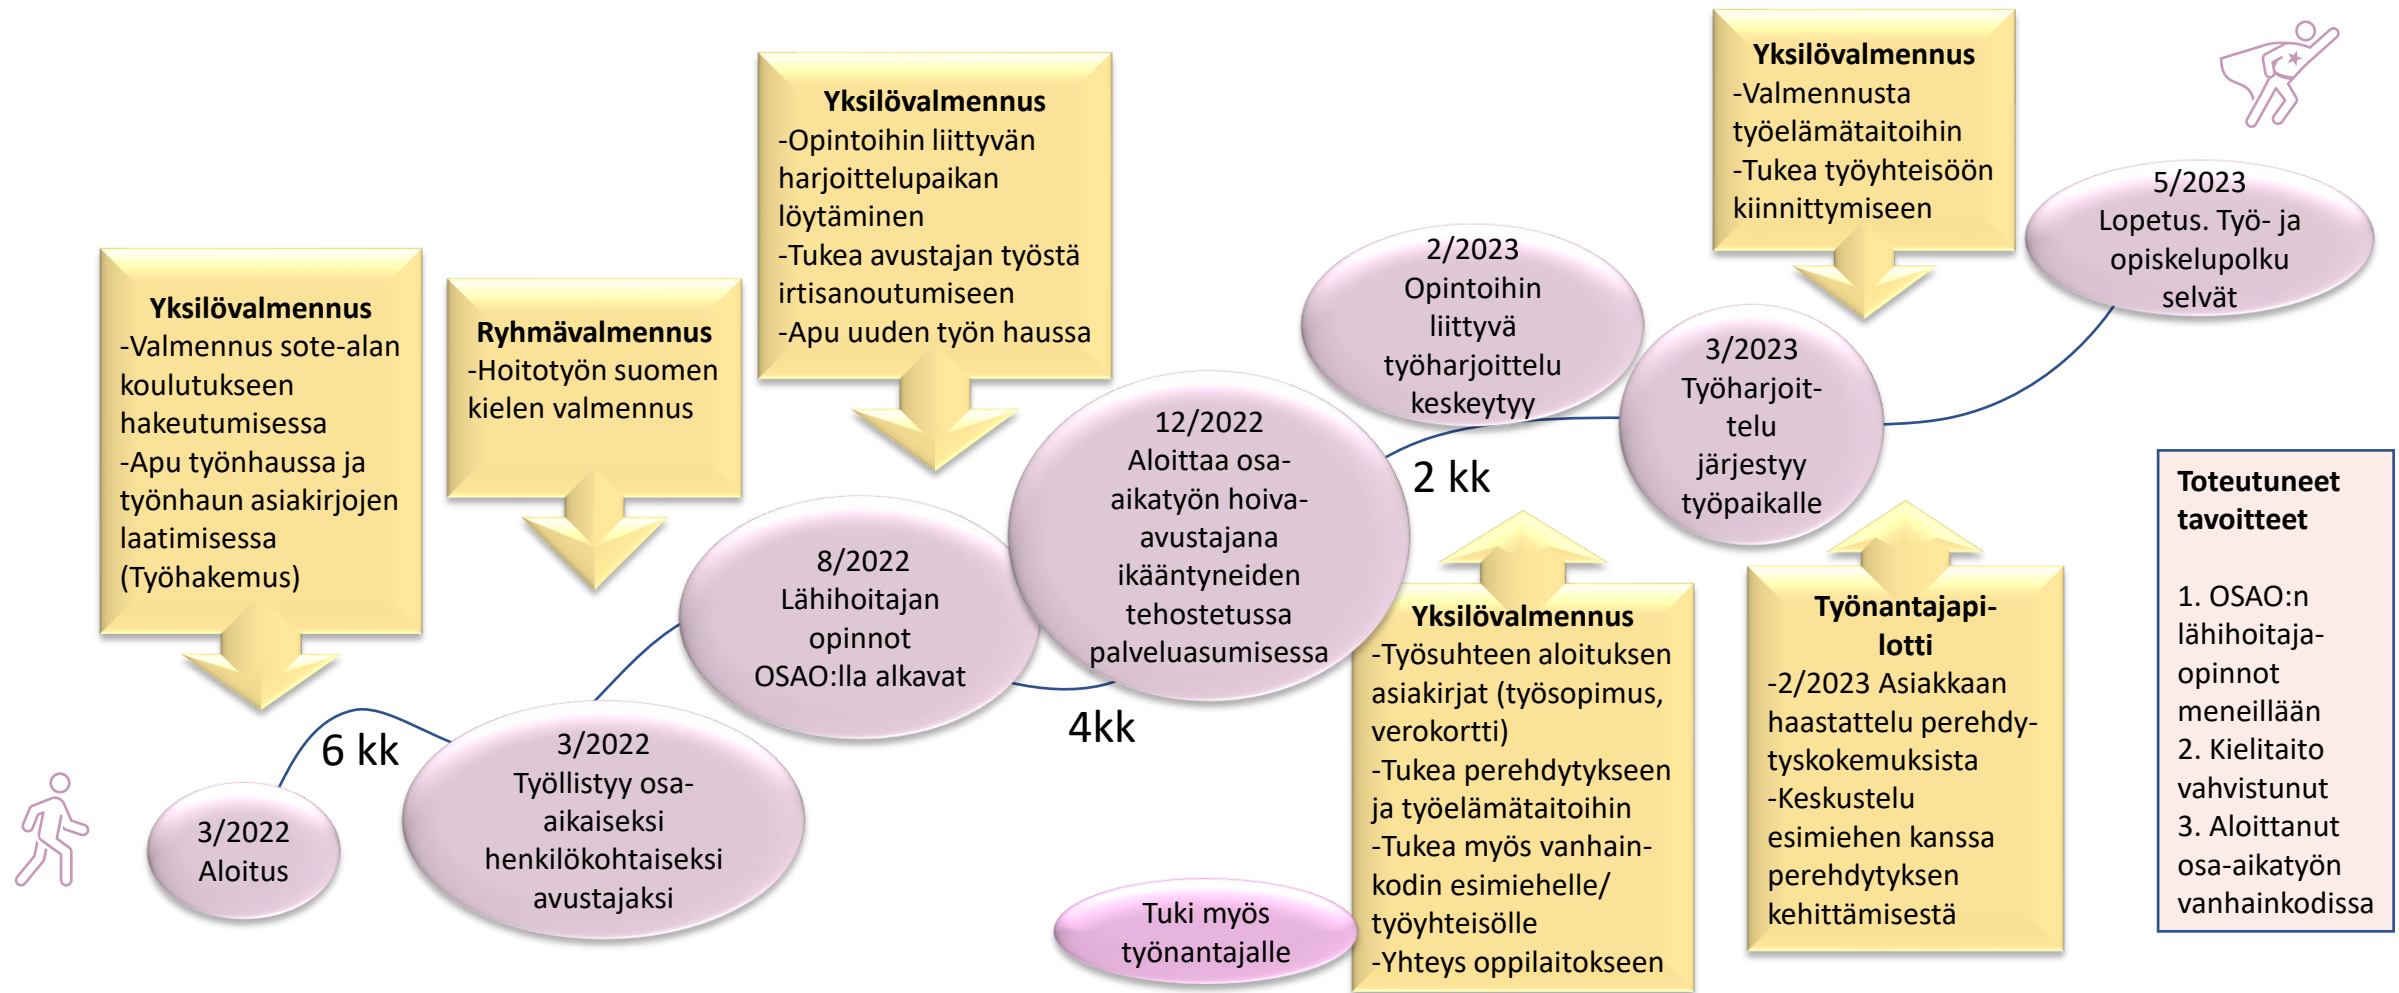 Yksilövalmennus
-Valmennus sote-alan
koulutukseen
hakeutumisessa
-Apu työnhaussa ja
työnhaun asiakirjojen
laatimisessa
(Työhakemus)
Ryhmävalmennus
-Hoitotyön suomen
kielen valmennus
Yksilövalmennus
-Opintoihin liittyvän
harjoittelupaikan
löytäminen
-Tukea avustajan työstä
irtisanoutumiseen
-Apu uuden työn haussa
Yksilövalmennus
-Valmennusta
työelämätaitoihin
-Tukea työyhteisöön
kiinnittymiseen
3/2022
Aloitus
6 kk
3/2022
Työllistyy osa-
aikaiseksi
henkilökohtaiseksi
avustajaksi
8/2022
Lähihoitajan
opinnot
OSAO:lla alkavat
4kk
12/2022
Aloittaa osa-
aikatyön hoiva-
avustajana
ikääntyneiden
tehostetussa
palveluasumisessa
2 kk
2/2023
Opintoihin
liittyvä
työharjoittelu
keskeytyy
3/2023
Työharjoit-
telu
järjestyy
työpaikalle
5/2023
Lopetus. Työ- ja
opiskelupolku
selvät
Tuki myös
työnantajalle
Yksilövalmennus
-Työsuhteen aloituksen
asiakirjat (työsopimus,
verokortti)
-Tukea perehdytykseen
ja työelämätaitoihin
-Tukea myös vanhain-
kodin esimiehelle/
työyhteisölle
-Yhteys oppilaitokseen
Työnantajapi-
lotti
-2/2023 Asiakkaan
haastattelu perehdy-
tyskokemuksista
-Keskustelu
esimiehen kanssa
perehdytyksen
kehittämisestä
Toteutuneet
tavoitteet
1. OSAO:n
lähihoitaja-
opinnot
meneillään
2. Kielitaito
vahvistunut
3. Aloittanut
osa-aikatyön
vanhainkodissa